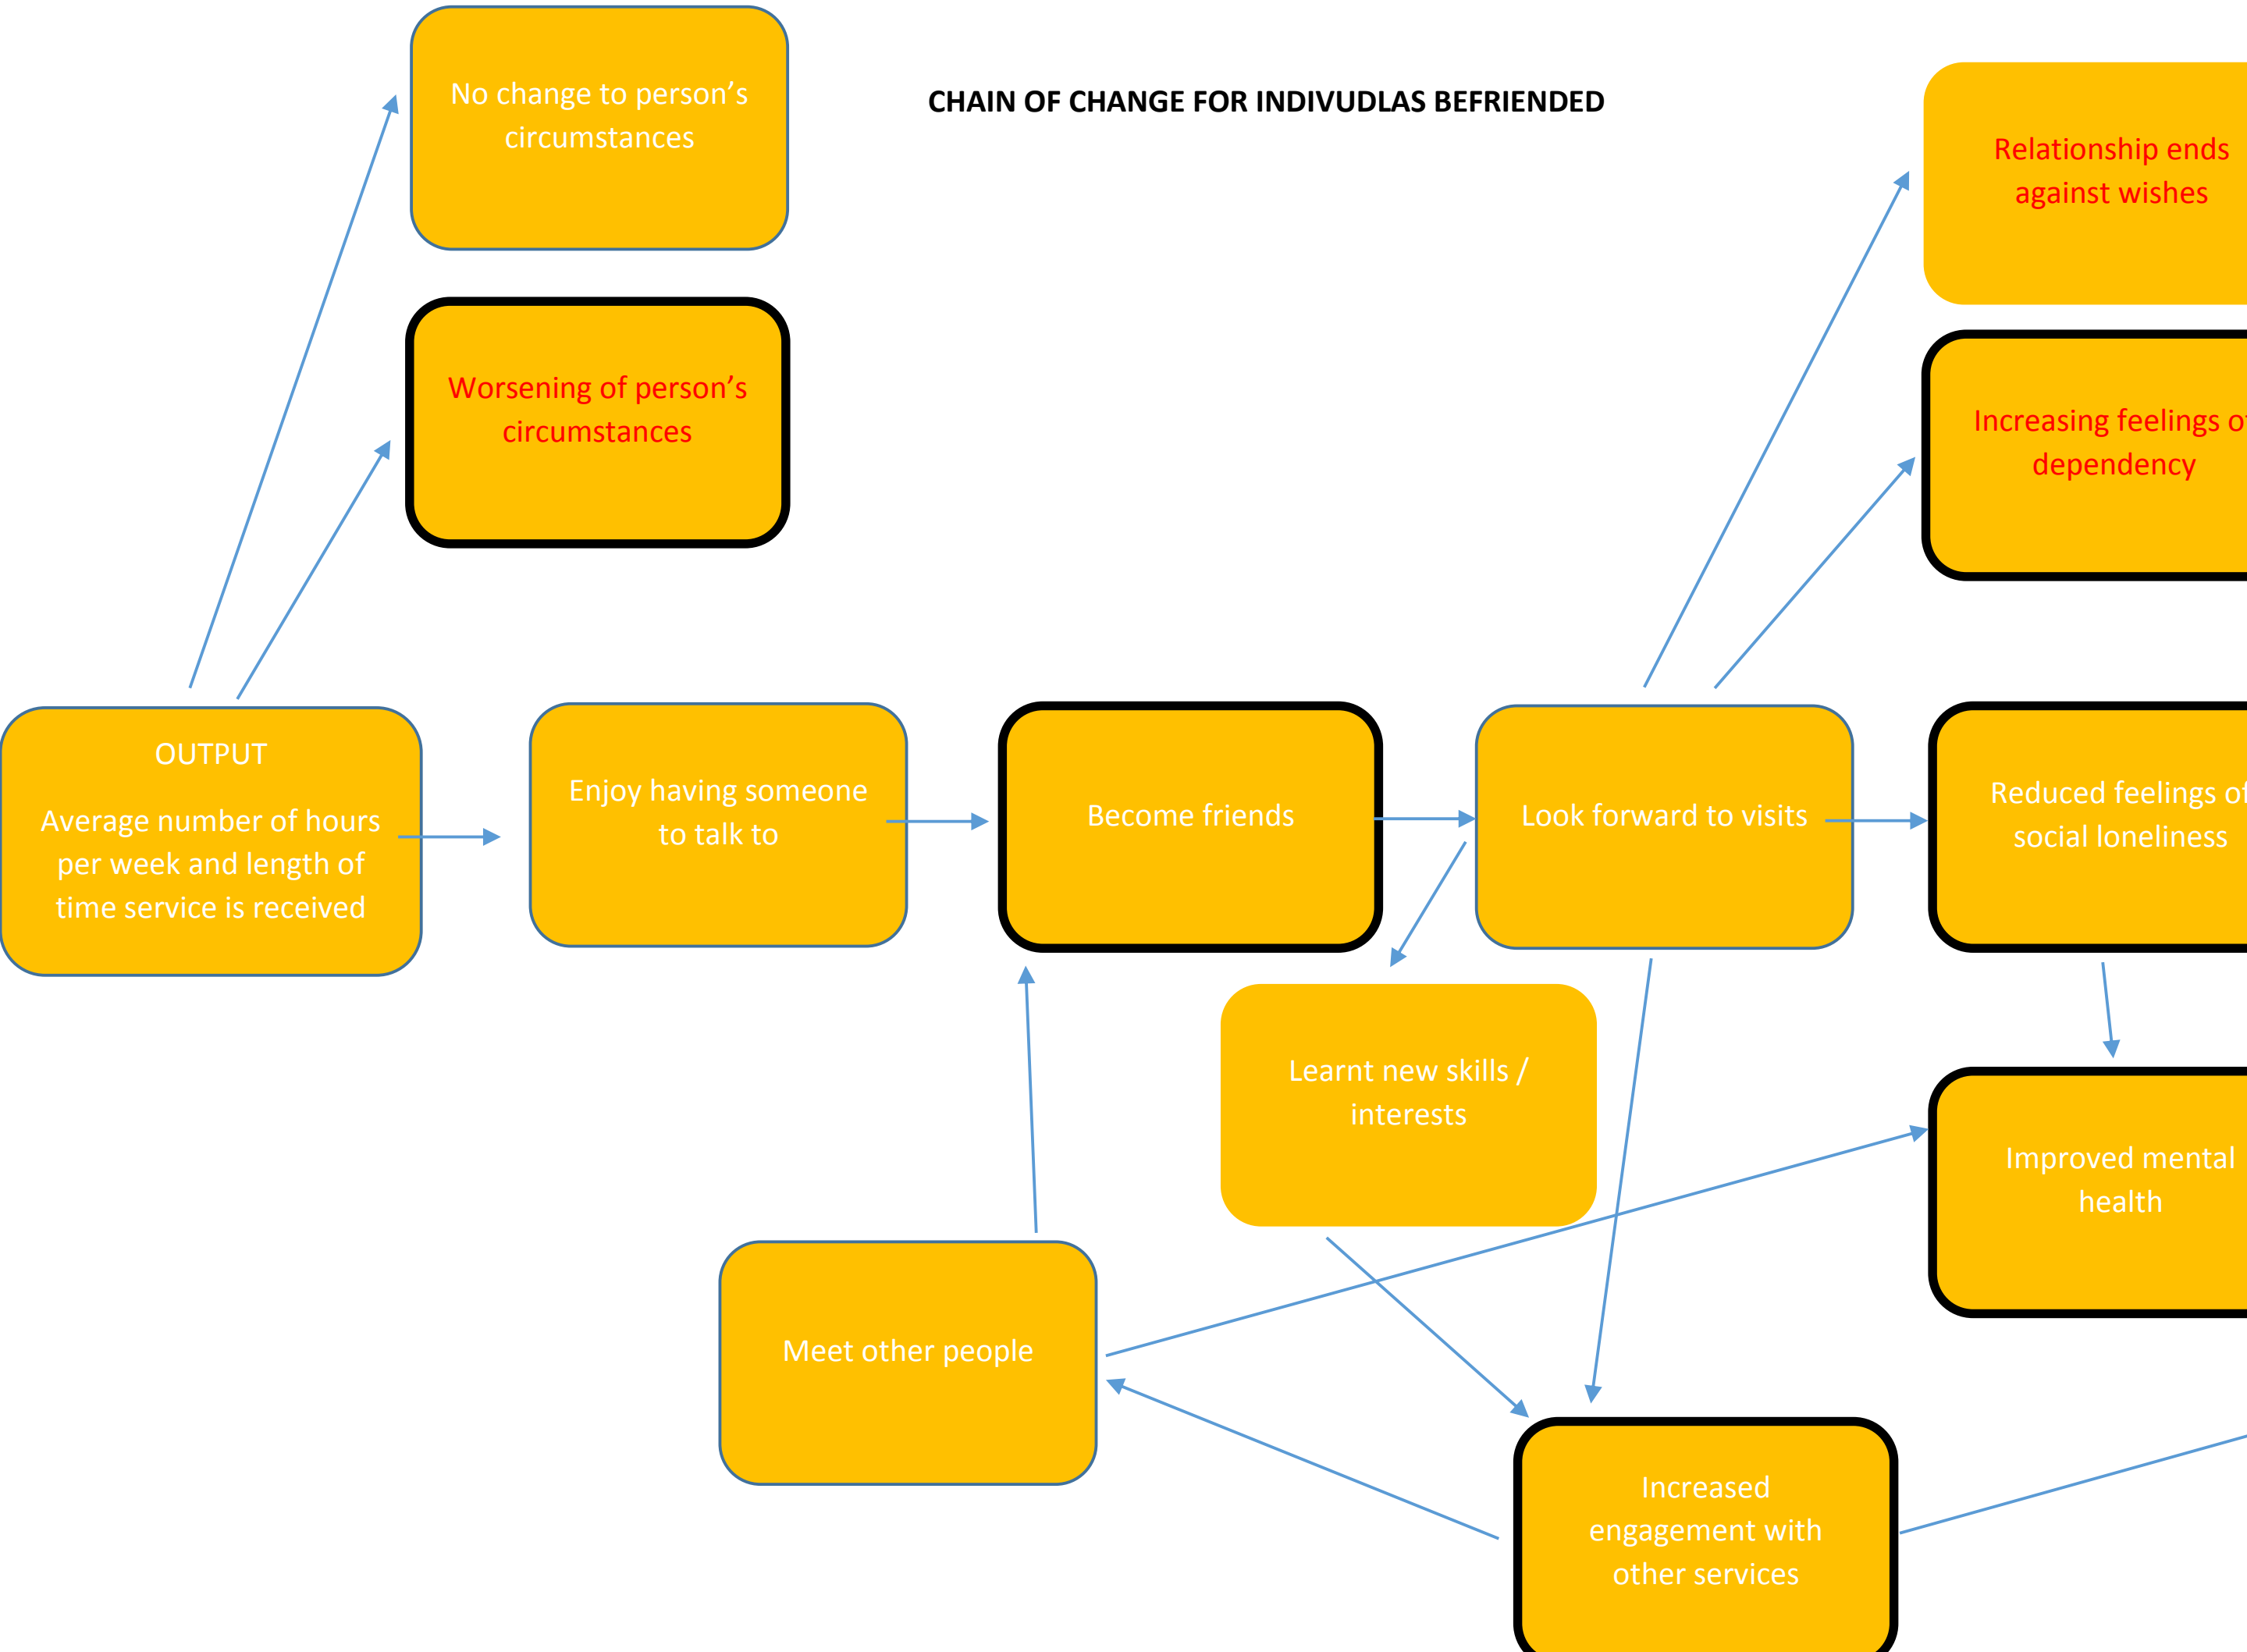 No change to person’s
circumstances
CHAIN OF CHANGE FOR INDIVUDLAS BEFRIENDED
Relationship ends
against wishes
Worsening of person’s
circumstances
Increasing feelings of
dependency
OUTPUT
Average number of hours
per week and length of
time service is received
Enjoy having someone
to talk to
Become friends
Look forward to visits
Reduced feelings of
social loneliness
Learnt new skills /
interests
Improved mental
health
Meet other people
Increased
engagement with
other services